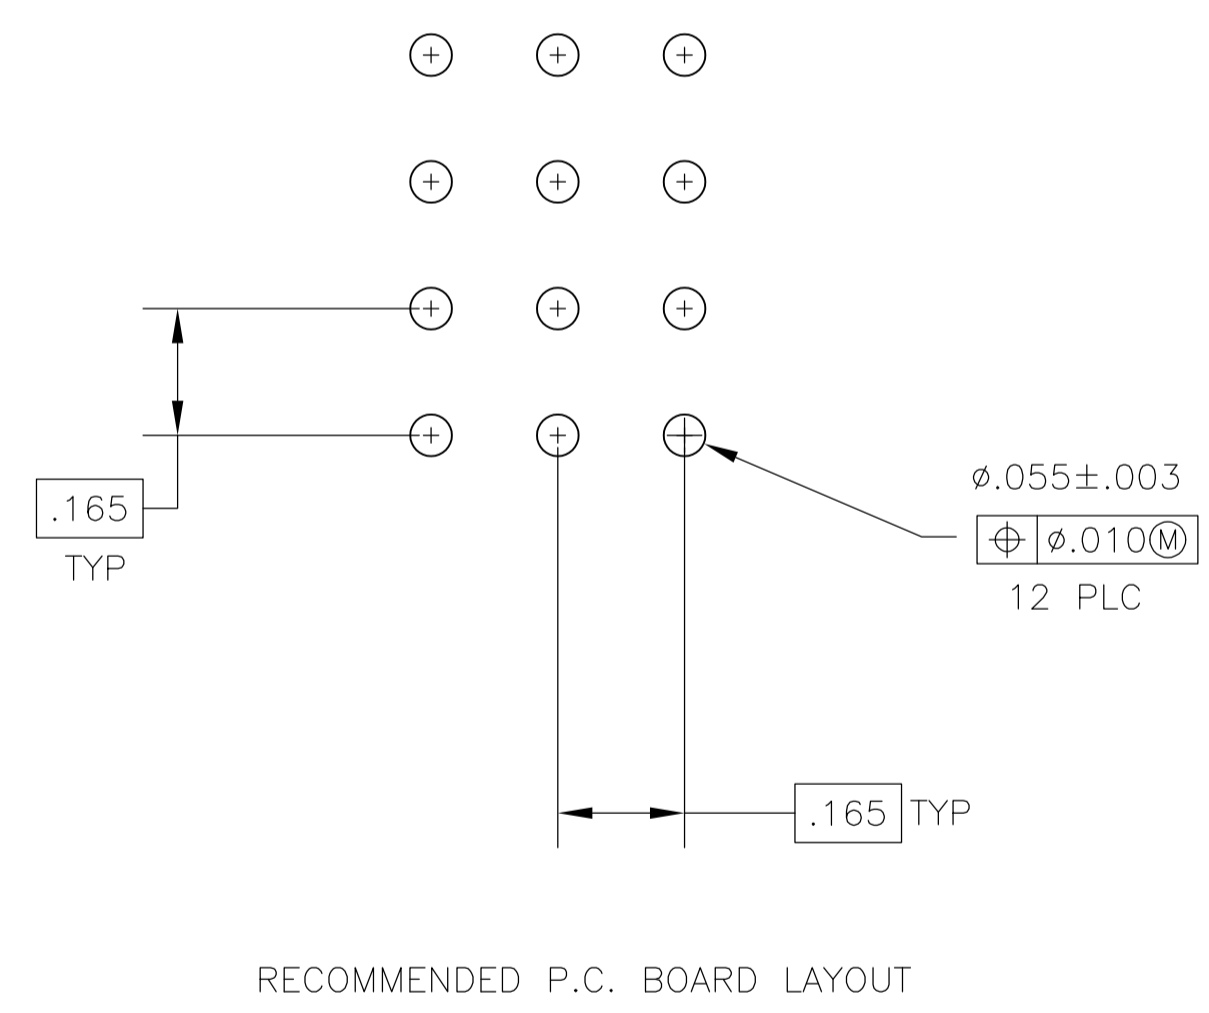 .165
TYP
⌀.055±.003
⌖ ⌀.010Ⓜ
12 PLC
.165 TYP
RECOMMENDED P.C. BOARD LAYOUT